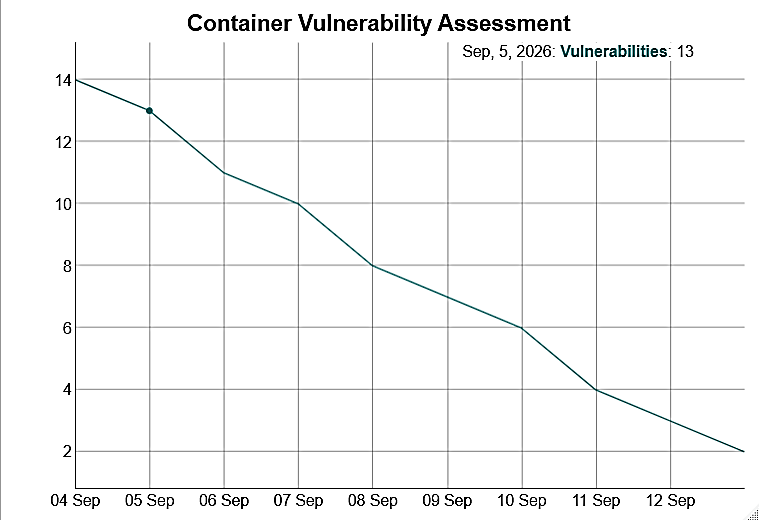 Container Vulnerability Assessment
Sep, 5, 2026: Vulnerabilities: 13
14
12
10
8
6
4
2
04 Sep 05 Sep 06 Sep 07 Sep 08 Sep 09 Sep 10 Sep 11 Sep 12 Sep